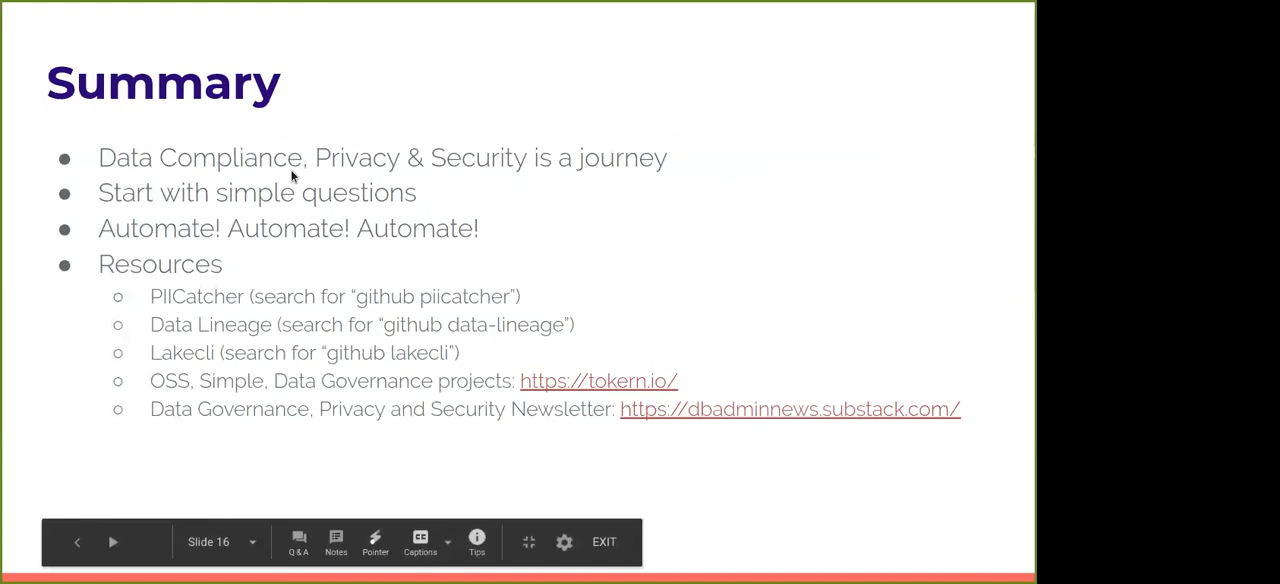 Summary
● Data Compliance, Privacy & Security is a journey
● Start with simple questions
● Automate! Automate! Automate!
● Resources
○ PIICatcher (search for “github piicatcher”)
○ Data Lineage (search for “github data-lineage”)
○ Lakecli (search for “github lakecli”)
○ OSS, Simple, Data Governance projects: https://tokern.io/
○ Data Governance, Privacy and Security Newsletter: https://dbadminnews.substack.com/
Slide 16 Q & A Notes Pointer CC Captions Tips EXIT